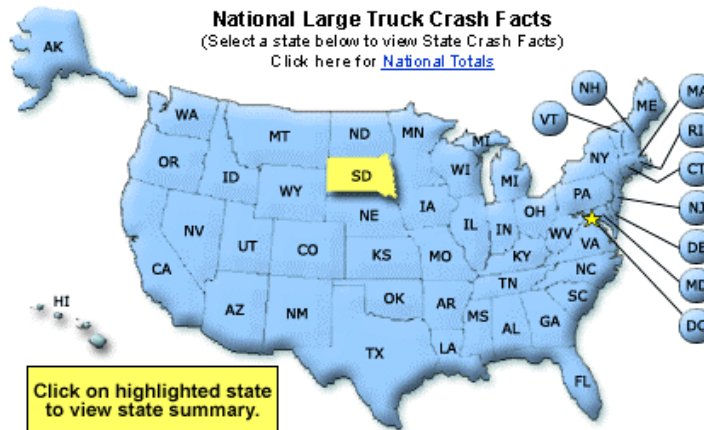 National Large Truck Crash Facts
(Select a state below to view State Crash Facts)
Click here for National Totals
AK
NH
ME
MA
VT
RI
WA
MT
ND
MN
MI
NY
CT
OR
ID
SD
WI
MI
PA
NJ
WY
IA
OH
NE
IL
IN
WV
DE
NV
UT
CO
KS
MO
KY
VA
MD
CA
NC
TN
OK
AR
SC
DC
AZ
NM
MS
AL
GA
HI
TX
LA
FL
Click on highlighted state
to view state summary.